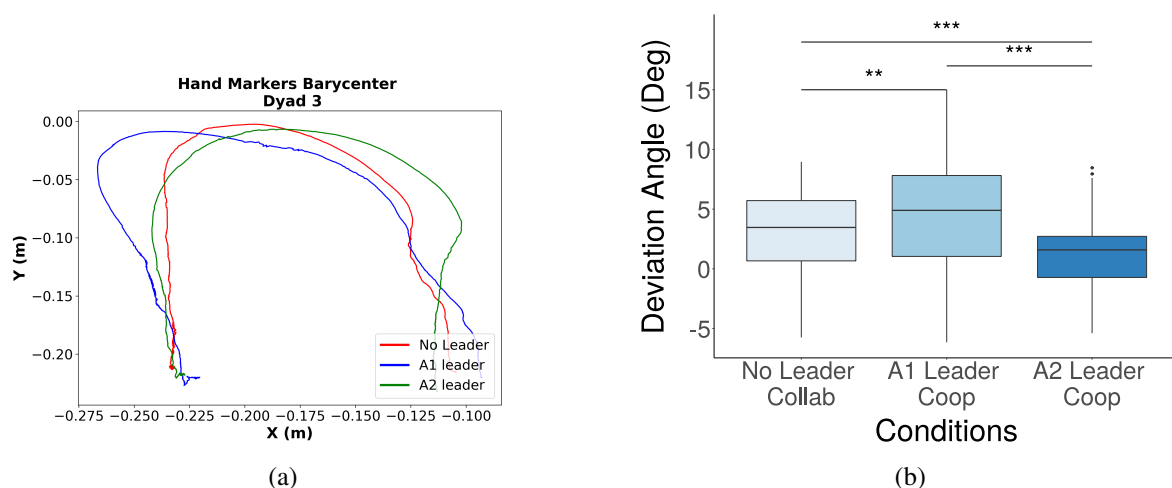 Hand Markers Barycenter
Dyad 3
Y (m)
0.00
−0.05
−0.10
−0.15
−0.20
No Leader
A1 leader
A2 leader
−0.275 −0.250 −0.225 −0.200 −0.175 −0.150 −0.125 −0.100
X (m)
(a)
Deviation Angle (Deg)
***
***
**
15
10
5
0
-5
No Leader A1 Leader A2 Leader
Collab Coop Coop
Conditions
(b)